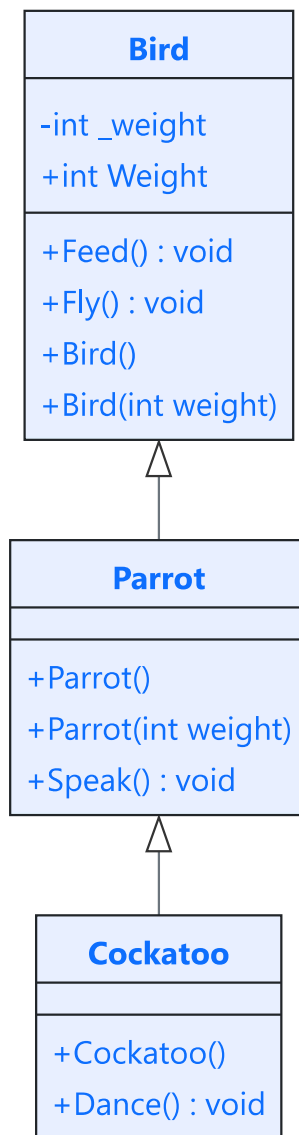 Bird
-int _weight
+int Weight
+Feed() : void
+Fly() : void
+Bird()
+Bird(int weight)
Parrot
+Parrot()
+Parrot(int weight)
+Speak() : void
Cockatoo
+Cockatoo()
+Dance() : void